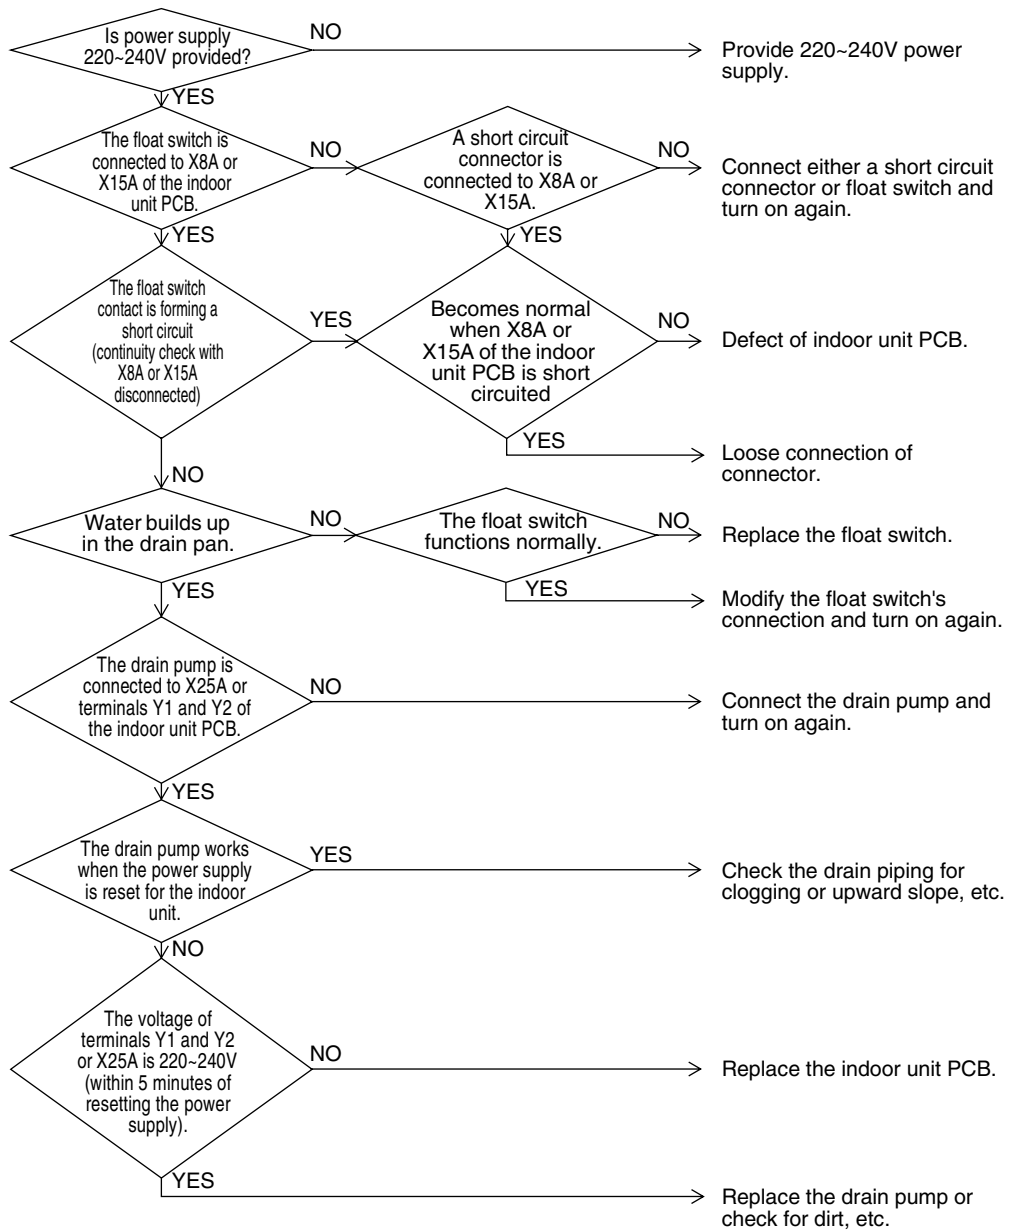 Is power supply
220~240V provided?
NO
Provide 220~240V power
supply.
YES
The float switch is
connected to X8A or
X15A of the indoor
unit PCB.
NO
A short circuit
connector is
connected to X8A or
X15A.
NO
Connect either a short circuit
connector or float switch and
turn on again.
YES
YES
The float switch
contact is forming a
short circuit
(continuity check with
X8A or X15A
disconnected)
YES
Becomes normal
when X8A or
X15A of the indoor
unit PCB is short
circuited
NO
Defect of indoor unit PCB.
YES
Loose connection of
connector.
NO
Water builds up
in the drain pan.
NO
The float switch
functions normally.
NO
Replace the float switch.
YES
YES
Modify the float switch's
connection and turn on again.
The drain pump is
connected to X25A or
terminals Y1 and Y2 of
the indoor unit PCB.
NO
Connect the drain pump and
turn on again.
YES
The drain pump works
when the power supply
is reset for the indoor
unit.
YES
Check the drain piping for
clogging or upward slope, etc.
NO
The voltage of
terminals Y1 and Y2
or X25A is 220~240V
(within 5 minutes of
resetting the power
supply).
NO
Replace the indoor unit PCB.
YES
Replace the drain pump or
check for dirt, etc.